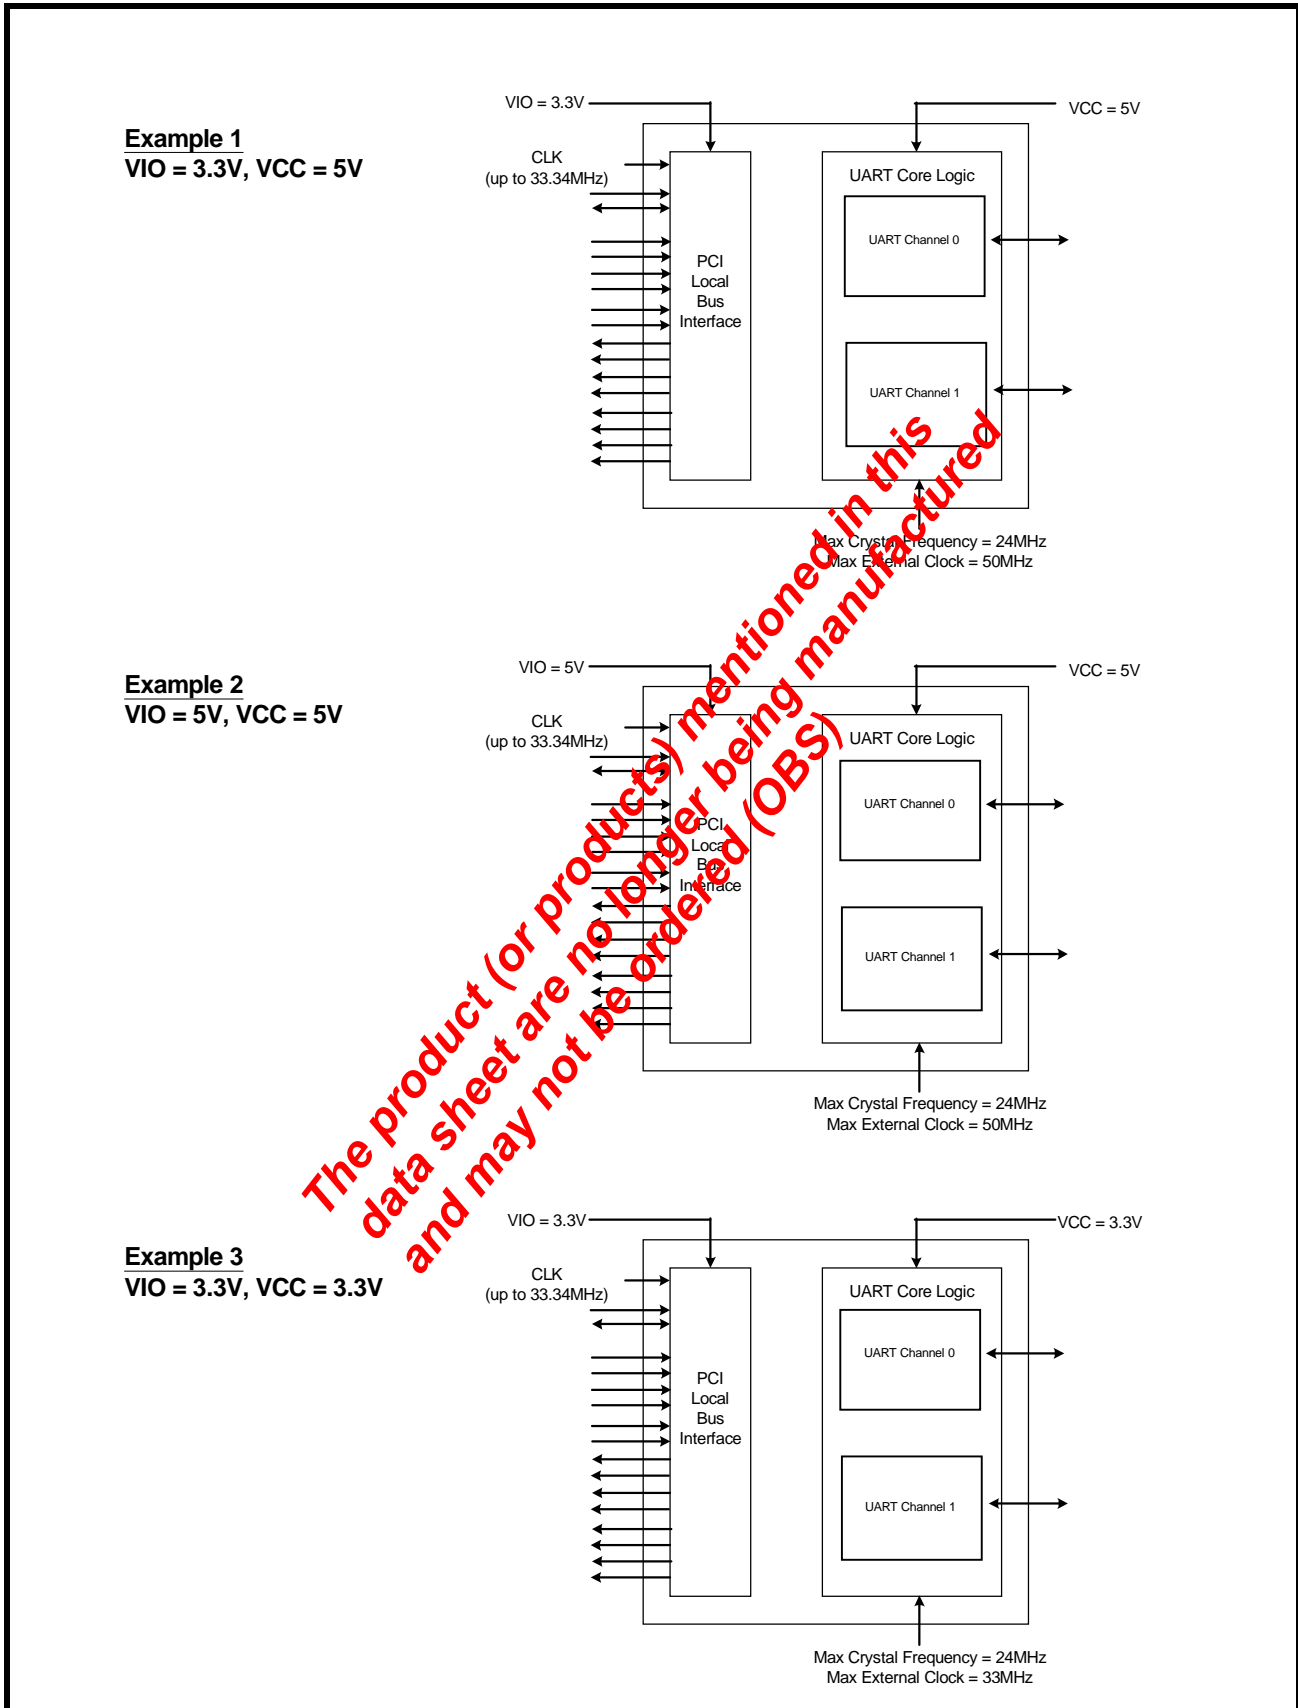 Example 1
VIO = 3.3V, VCC = 5V
VIO = 3.3V
VCC = 5V
CLK
(up to 33.34MHz)
PCI
Local
Bus
Interface
UART Core Logic
UART Channel 0
UART Channel 1
Max Crystal Frequency = 24MHz
Max External Clock = 50MHz
Example 2
VIO = 5V, VCC = 5V
VIO = 5V
VCC = 5V
CLK
(up to 33.34MHz)
PCI
Local
Bus
Interface
UART Core Logic
UART Channel 0
UART Channel 1
Max Crystal Frequency = 24MHz
Max External Clock = 50MHz
The product (or products) mentioned in this
data sheet are no longer being manufactured
and may not be ordered (OBS)
Example 3
VIO = 3.3V, VCC = 3.3V
VIO = 3.3V
VCC = 3.3V
CLK
(up to 33.34MHz)
PCI
Local
Bus
Interface
UART Core Logic
UART Channel 0
UART Channel 1
Max Crystal Frequency = 24MHz
Max External Clock = 33MHz